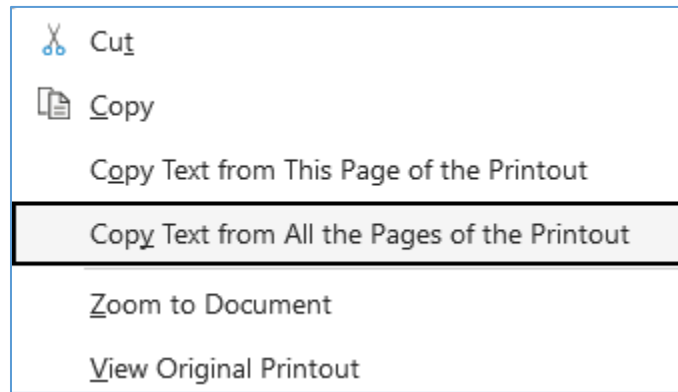 Cut
Copy
Copy Text from This Page of the Printout
Copy Text from All the Pages of the Printout
Zoom to Document
View Original Printout